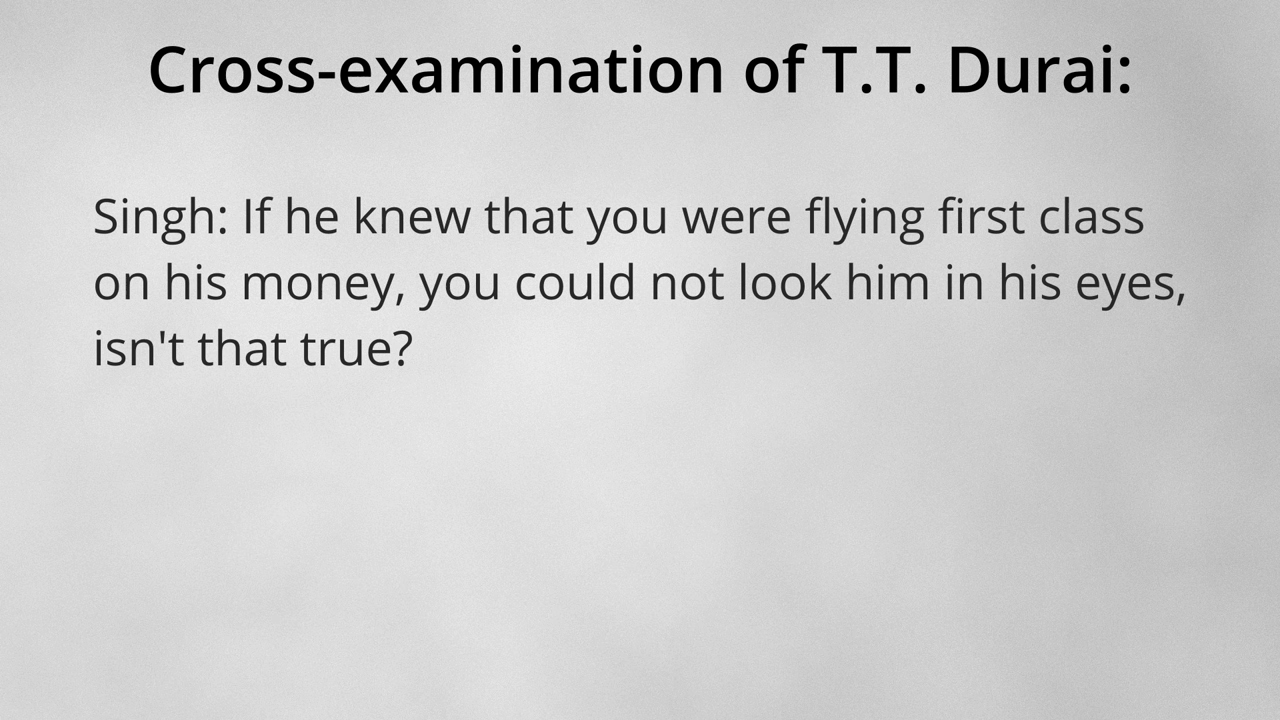 Cross-examination of T.T. Durai:
Singh: If he knew that you were flying first class
on his money, you could not look him in his eyes,
isn't that true?